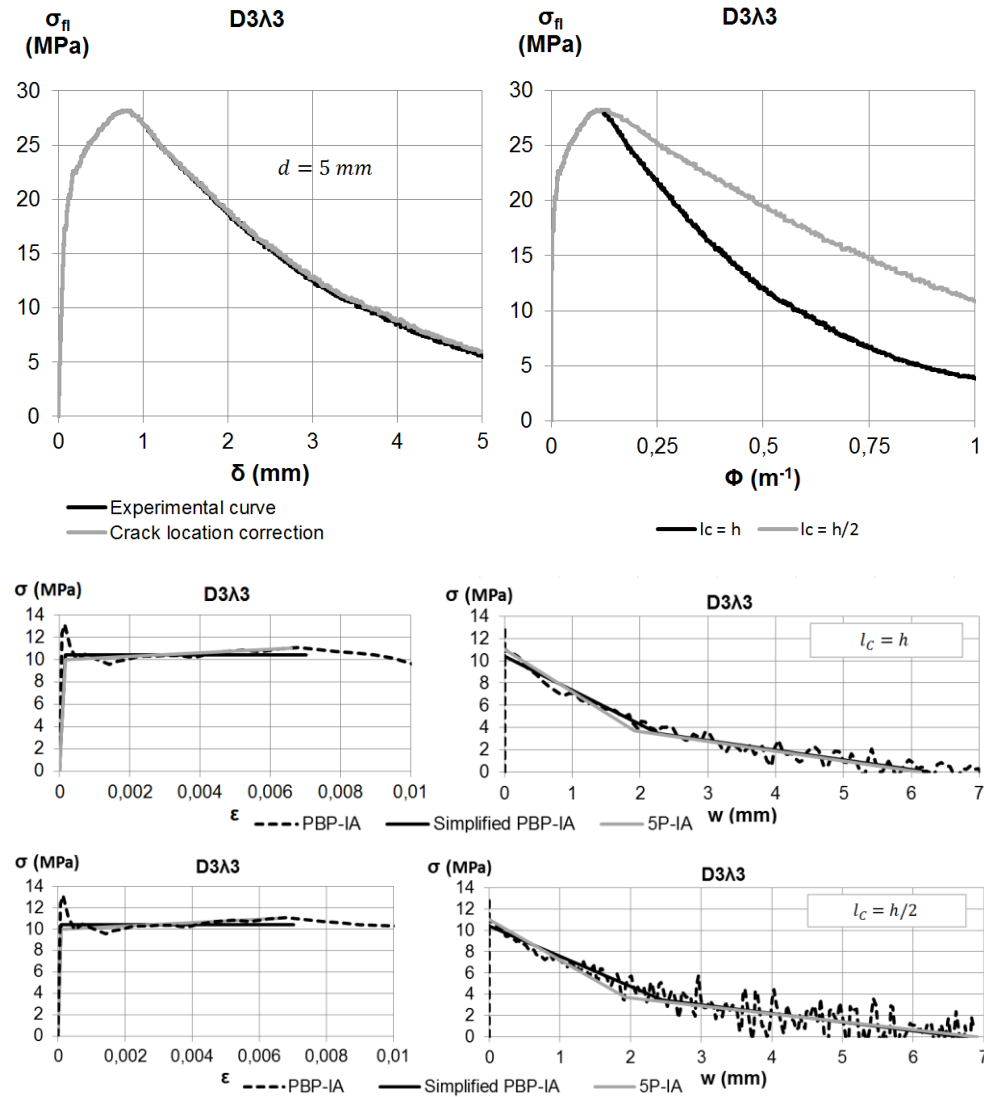 σfl
(MPa)
D3λ3
30
25
20
15
10
5
0
d = 5 mm
0 1 2 3 4 5
δ (mm)
Experimental curve
Crack location correction
σfl
(MPa)
D3λ3
30
25
20
15
10
5
0
0 0,25 0,5 0,75 1
Φ (m-1)
lc = h lc = h/2
σ (MPa)
D3λ3
14
12
10
8
6
4
2
0
0 0,002 0,004 0,006 0,008 0,01
ε
σ (MPa)
D3λ3
14
12
10
8
6
4
2
0
lC = h
0 1 2 3 4 5 6 7
w (mm)
PBP-IA Simplified PBP-IA 5P-IA
σ (MPa)
D3λ3
14
12
10
8
6
4
2
0
0 0,002 0,004 0,006 0,008 0,01
ε
σ (MPa)
D3λ3
14
12
10
8
6
4
2
0
lC = h/2
0 1 2 3 4 5 6 7
w (mm)
PBP-IA Simplified PBP-IA 5P-IA